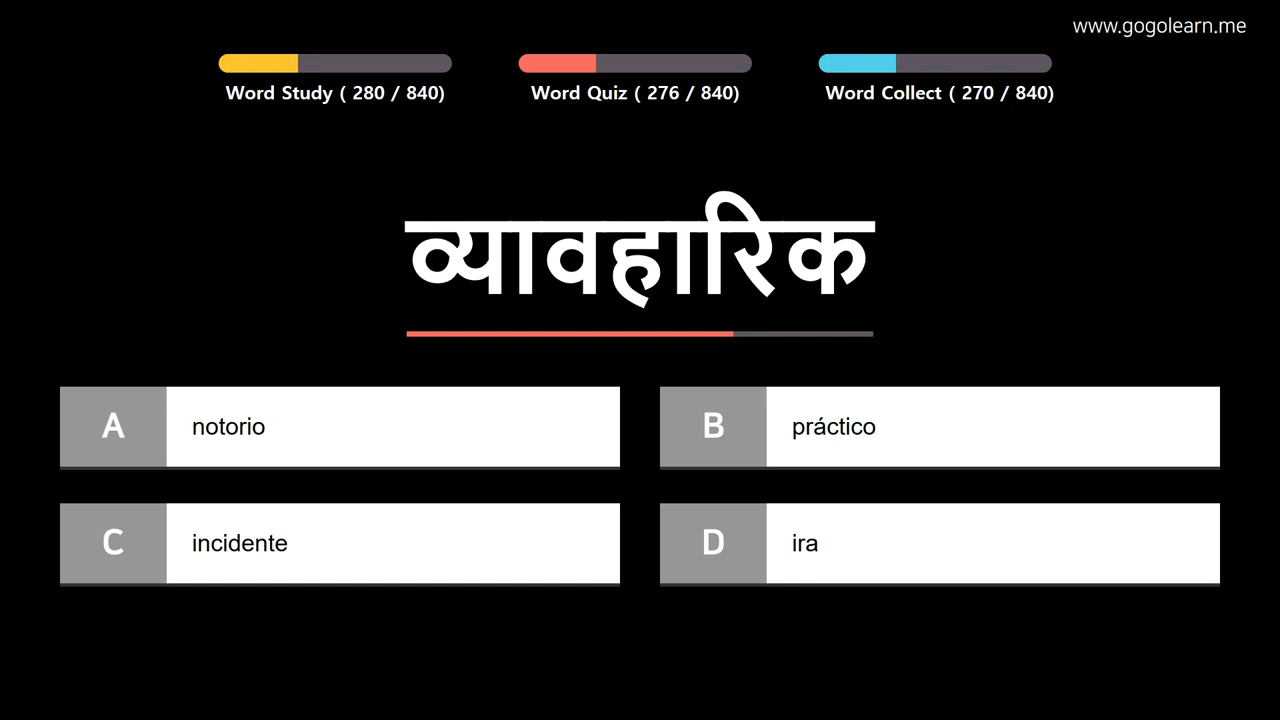 www.gogolearn.me
Word Study ( 280 / 840)
Word Quiz ( 276 / 840)
Word Collect ( 270 / 840)
व्यावहारिक
A notorio
B práctico
C incidente
D ira